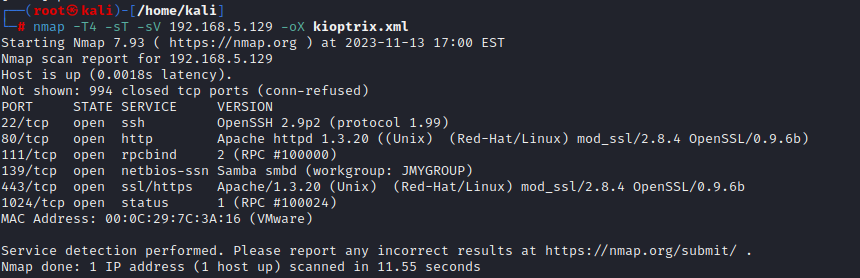 ┌──(root㉿kali)-[/home/kali]
└─# nmap -T4 -sT -sV 192.168.5.129 -oX kioptrix.xml
Starting Nmap 7.93 ( https://nmap.org ) at 2023-11-13 17:00 EST
Nmap scan report for 192.168.5.129
Host is up (0.0018s latency).
Not shown: 994 closed tcp ports (conn-refused)
PORT     STATE SERVICE     VERSION
22/tcp   open  ssh         OpenSSH 2.9p2 (protocol 1.99)
80/tcp   open  http        Apache httpd 1.3.20 ((Unix)  (Red-Hat/Linux) mod_ssl/2.8.4 OpenSSL/0.9.6b)
111/tcp  open  rpcbind     2 (RPC #100000)
139/tcp  open  netbios-ssn Samba smbd (workgroup: JMYGROUP)
443/tcp  open  ssl/https   Apache/1.3.20 (Unix)  (Red-Hat/Linux) mod_ssl/2.8.4 OpenSSL/0.9.6b
1024/tcp open  status      1 (RPC #100024)
MAC Address: 00:0C:29:7C:3A:16 (VMware)
Service detection performed. Please report any incorrect results at https://nmap.org/submit/ .
Nmap done: 1 IP address (1 host up) scanned in 11.55 seconds